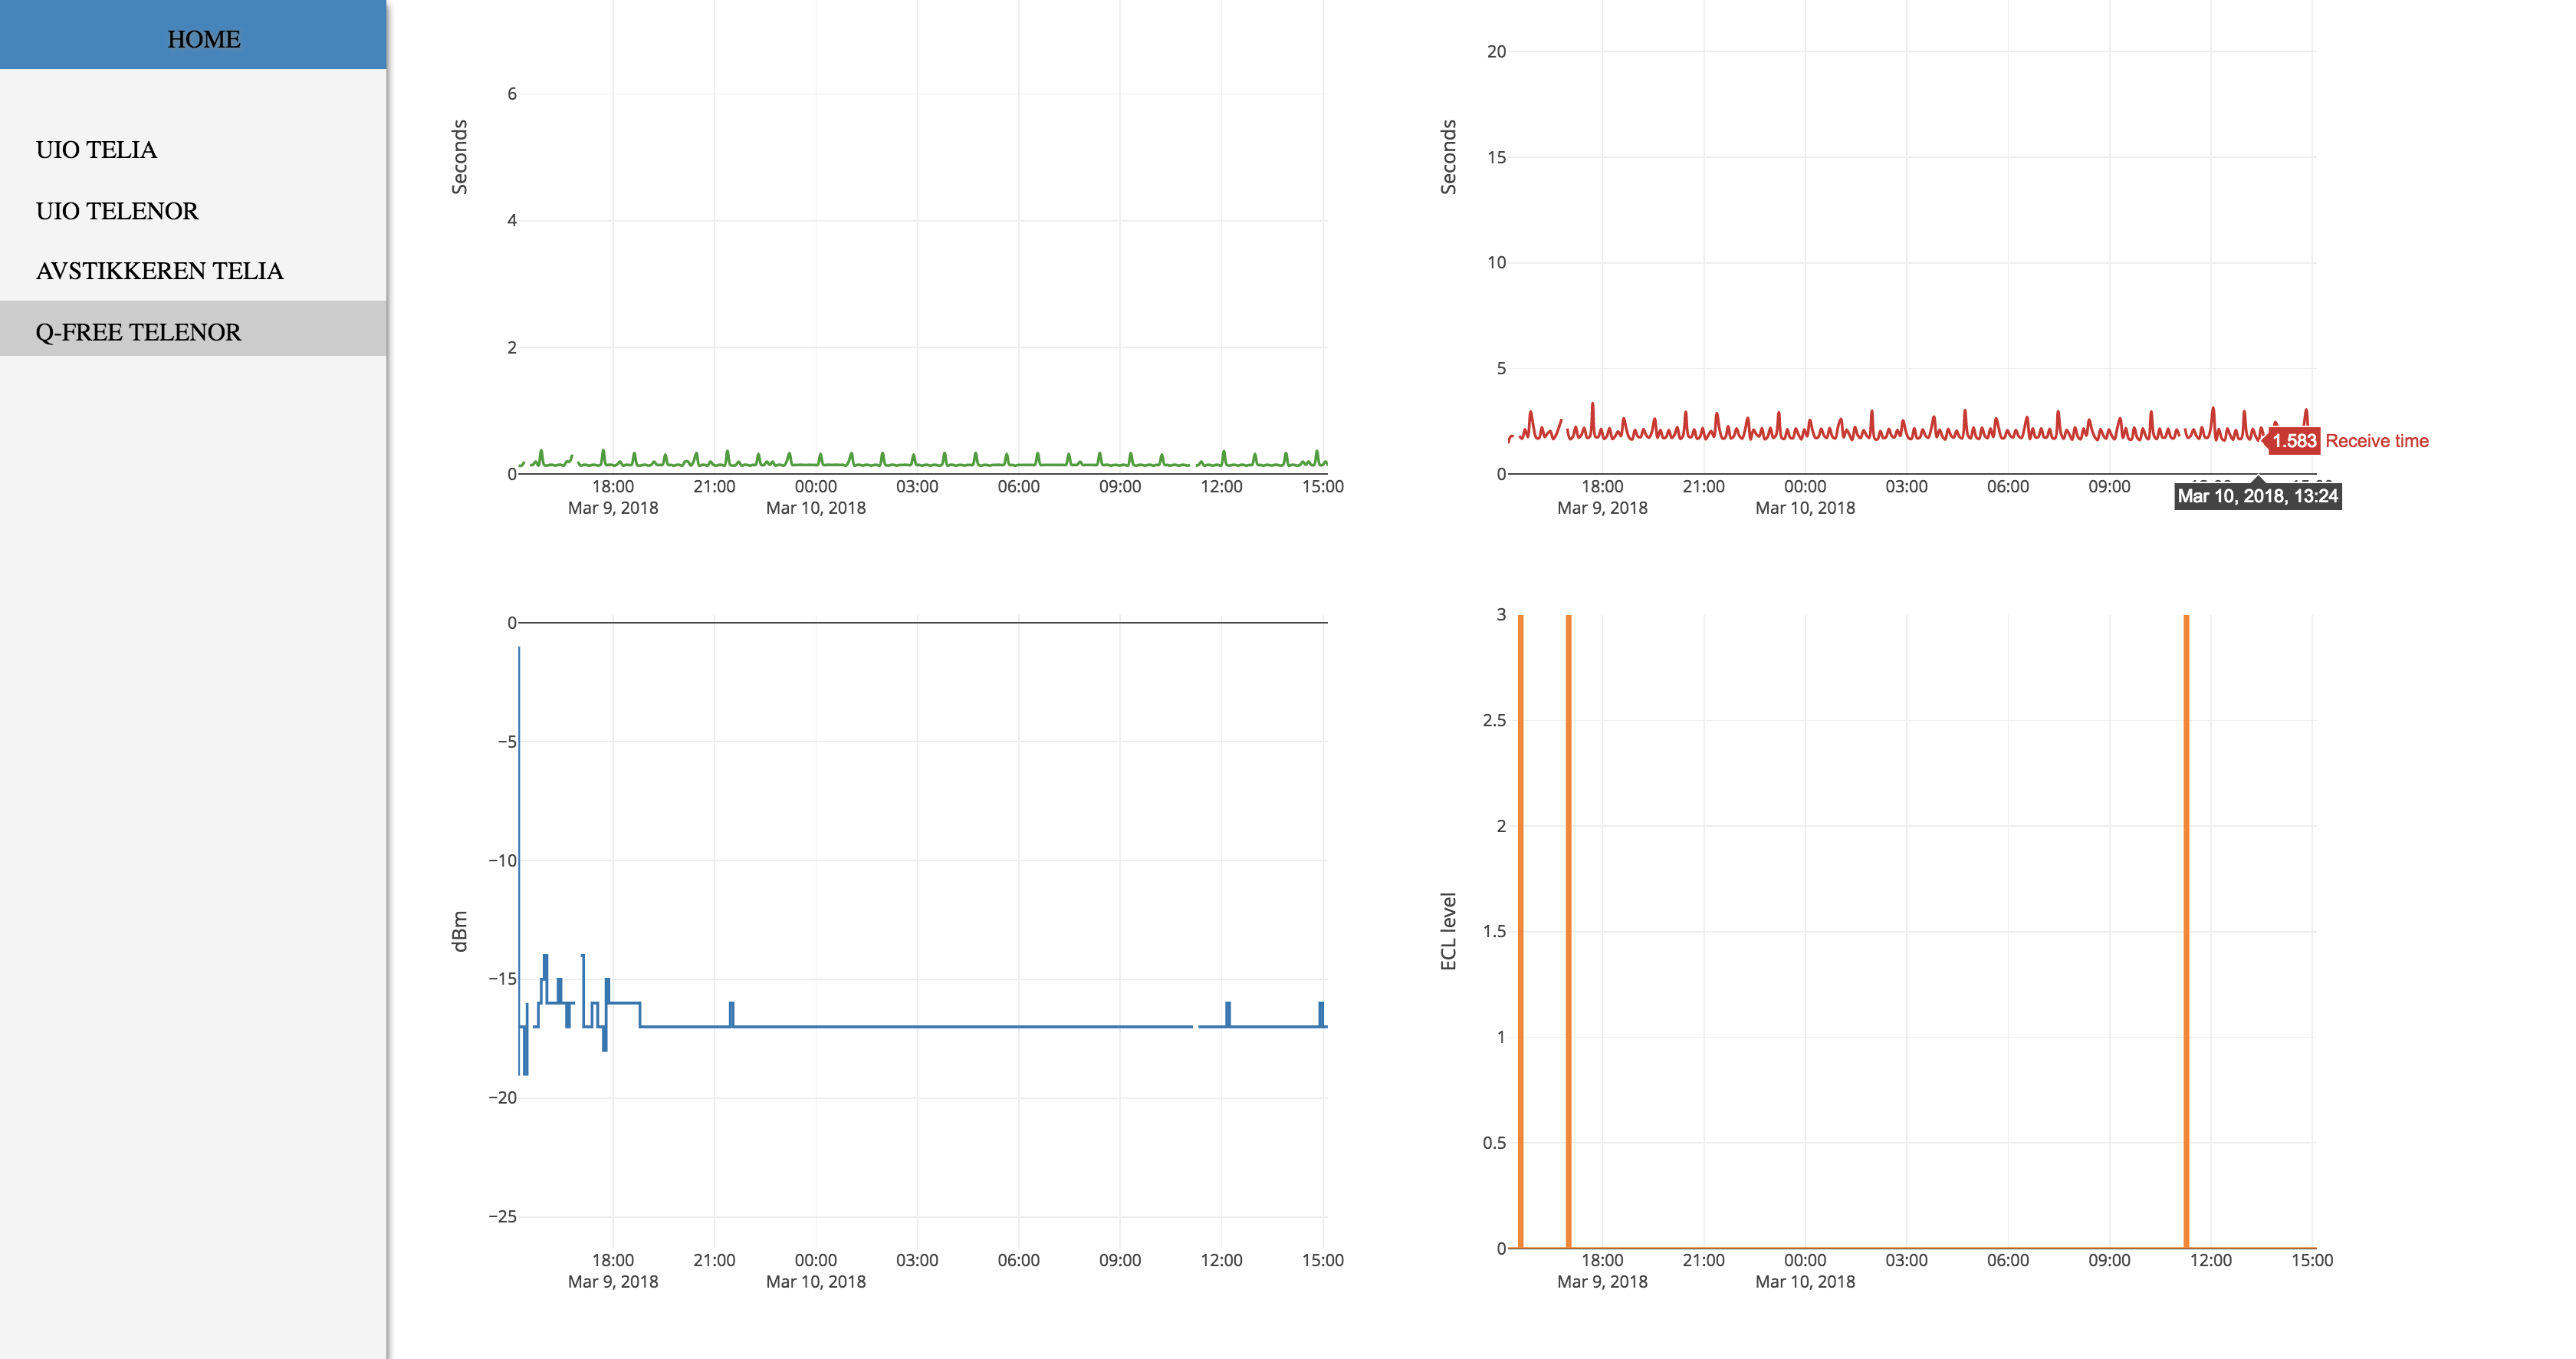 HOME
UIO TELIA
UIO TELENOR
AVSTIKKEREN TELIA
Q-FREE TELENOR
Seconds
6
4
2
0
18:00 21:00 00:00 03:00 06:00 09:00 12:00 15:00
Mar 9, 2018 Mar 10, 2018
Seconds
20
15
10
5
0
1.583 Receive time
18:00 21:00 00:00 03:00 06:00 09:00
Mar 10, 2018, 13:24
Mar 9, 2018 Mar 10, 2018
dBm
0
−5
−10
−15
−20
−25
18:00 21:00 00:00 03:00 06:00 09:00 12:00 15:00
Mar 9, 2018 Mar 10, 2018
ECL level
3
2.5
2
1.5
1
0.5
0
18:00 21:00 00:00 03:00 06:00 09:00 12:00 15:00
Mar 9, 2018 Mar 10, 2018